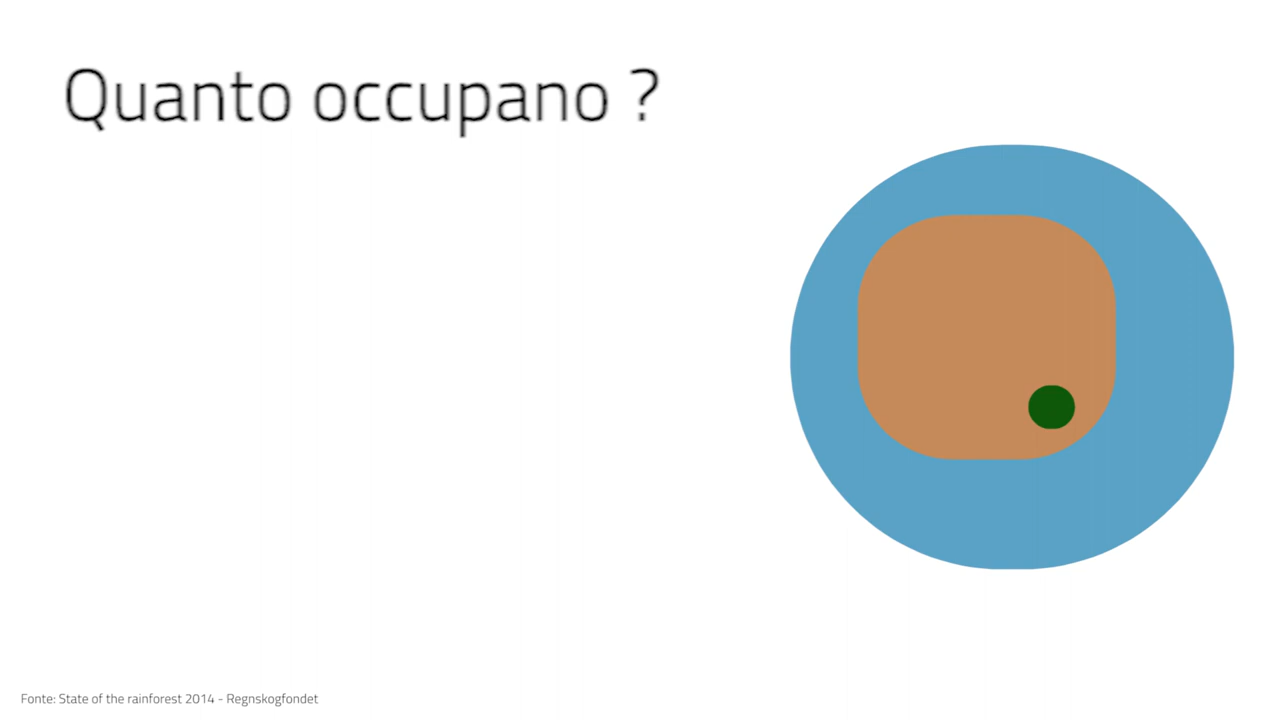 Quanto occupano ?
Fonte: State of the rainforest 2014 - Regnskogfondet